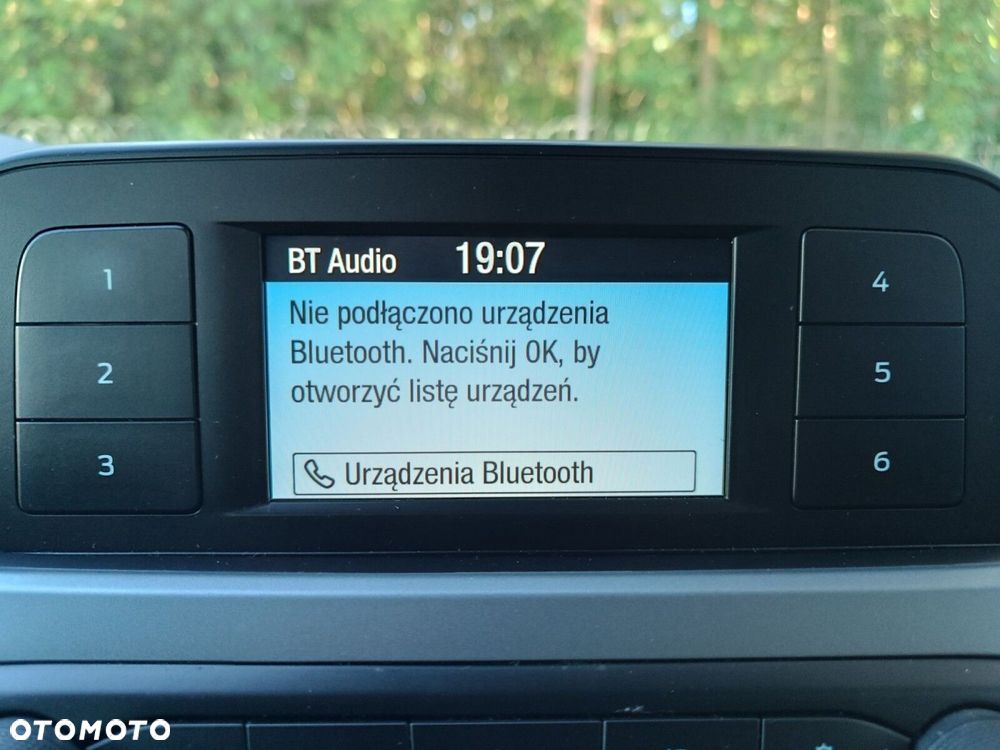 BT Audio 19:07
1
4
Nie podłączono urządzenia
Bluetooth. Naciśnij OK, by
2
5
otworzyć listę urządzeń.
3
6
Urządzenia Bluetooth
OTOMOTO